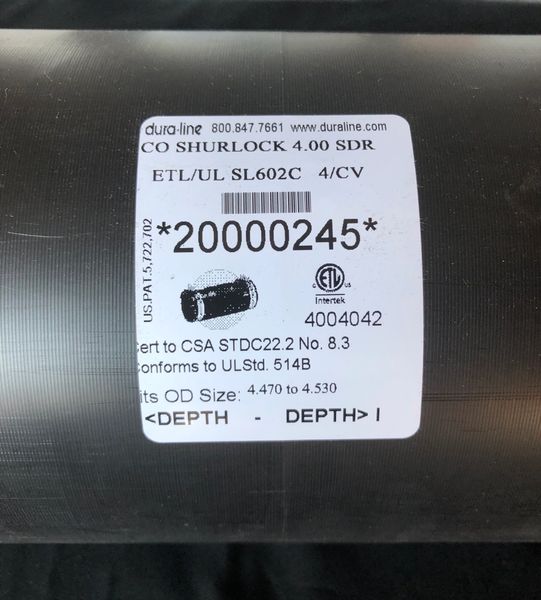 dura-line 800.847.7661 www.duraline.com
CO SHURLOCK 4.00 SDR
ETL/UL SL602C 4/CV
*20000245*
US.PAT.5,722,702
ETL
C US
Intertek
4004042
ert to CSA STDC22.2 No. 8.3
onforms to ULStd. 514B
its OD Size: 4.470 to 4.530
<DEPTH - DEPTH> I